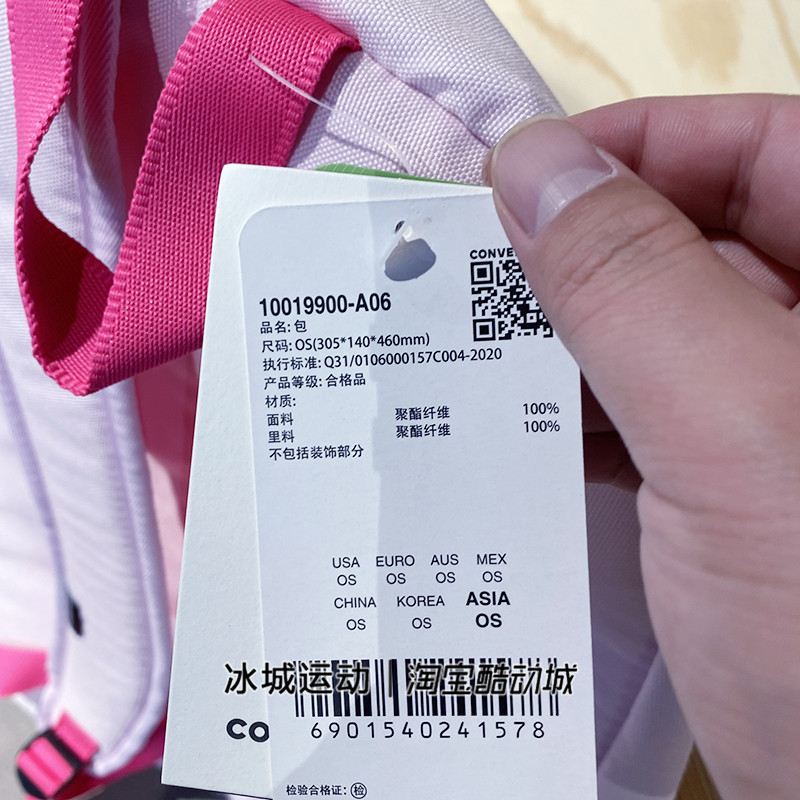 CONVE
10019900-A06
品名: 包
尺码: OS(305*140*460mm)
执行标准: Q31/0106000157C004-2020
产品等级: 合格品
材质:
面料 聚酯纤维 100%
里料 聚酯纤维 100%
不包括装饰部分
USA EURO AUS MEX
OS OS OS OS
CHINA KOREA ASIA
OS OS OS
冰城运动 | 淘宝酷动城
CO
6901540241578
检验合格证: 检